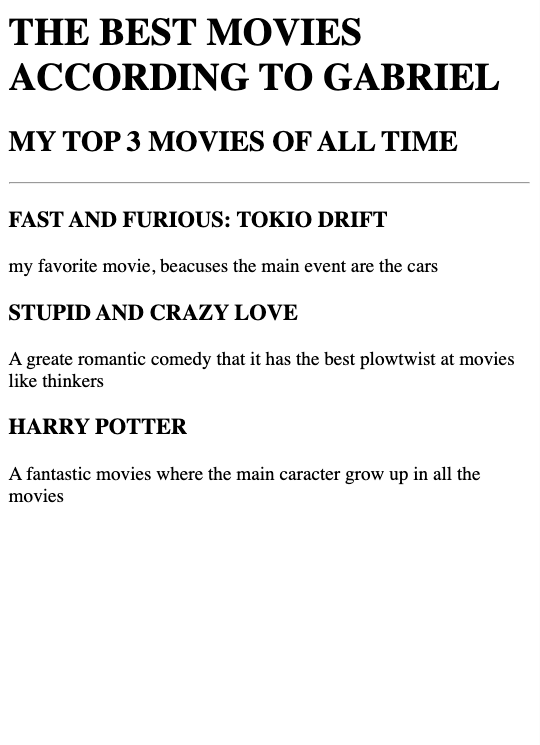 THE BEST MOVIES
ACCORDING TO GABRIEL
MY TOP 3 MOVIES OF ALL TIME
FAST AND FURIOUS: TOKIO DRIFT
my favorite movie, beacuses the main event are the cars
STUPID AND CRAZY LOVE
A greate romantic comedy that it has the best plowtwist at movies
like thinkers
HARRY POTTER
A fantastic movies where the main caracter grow up in all the
movies